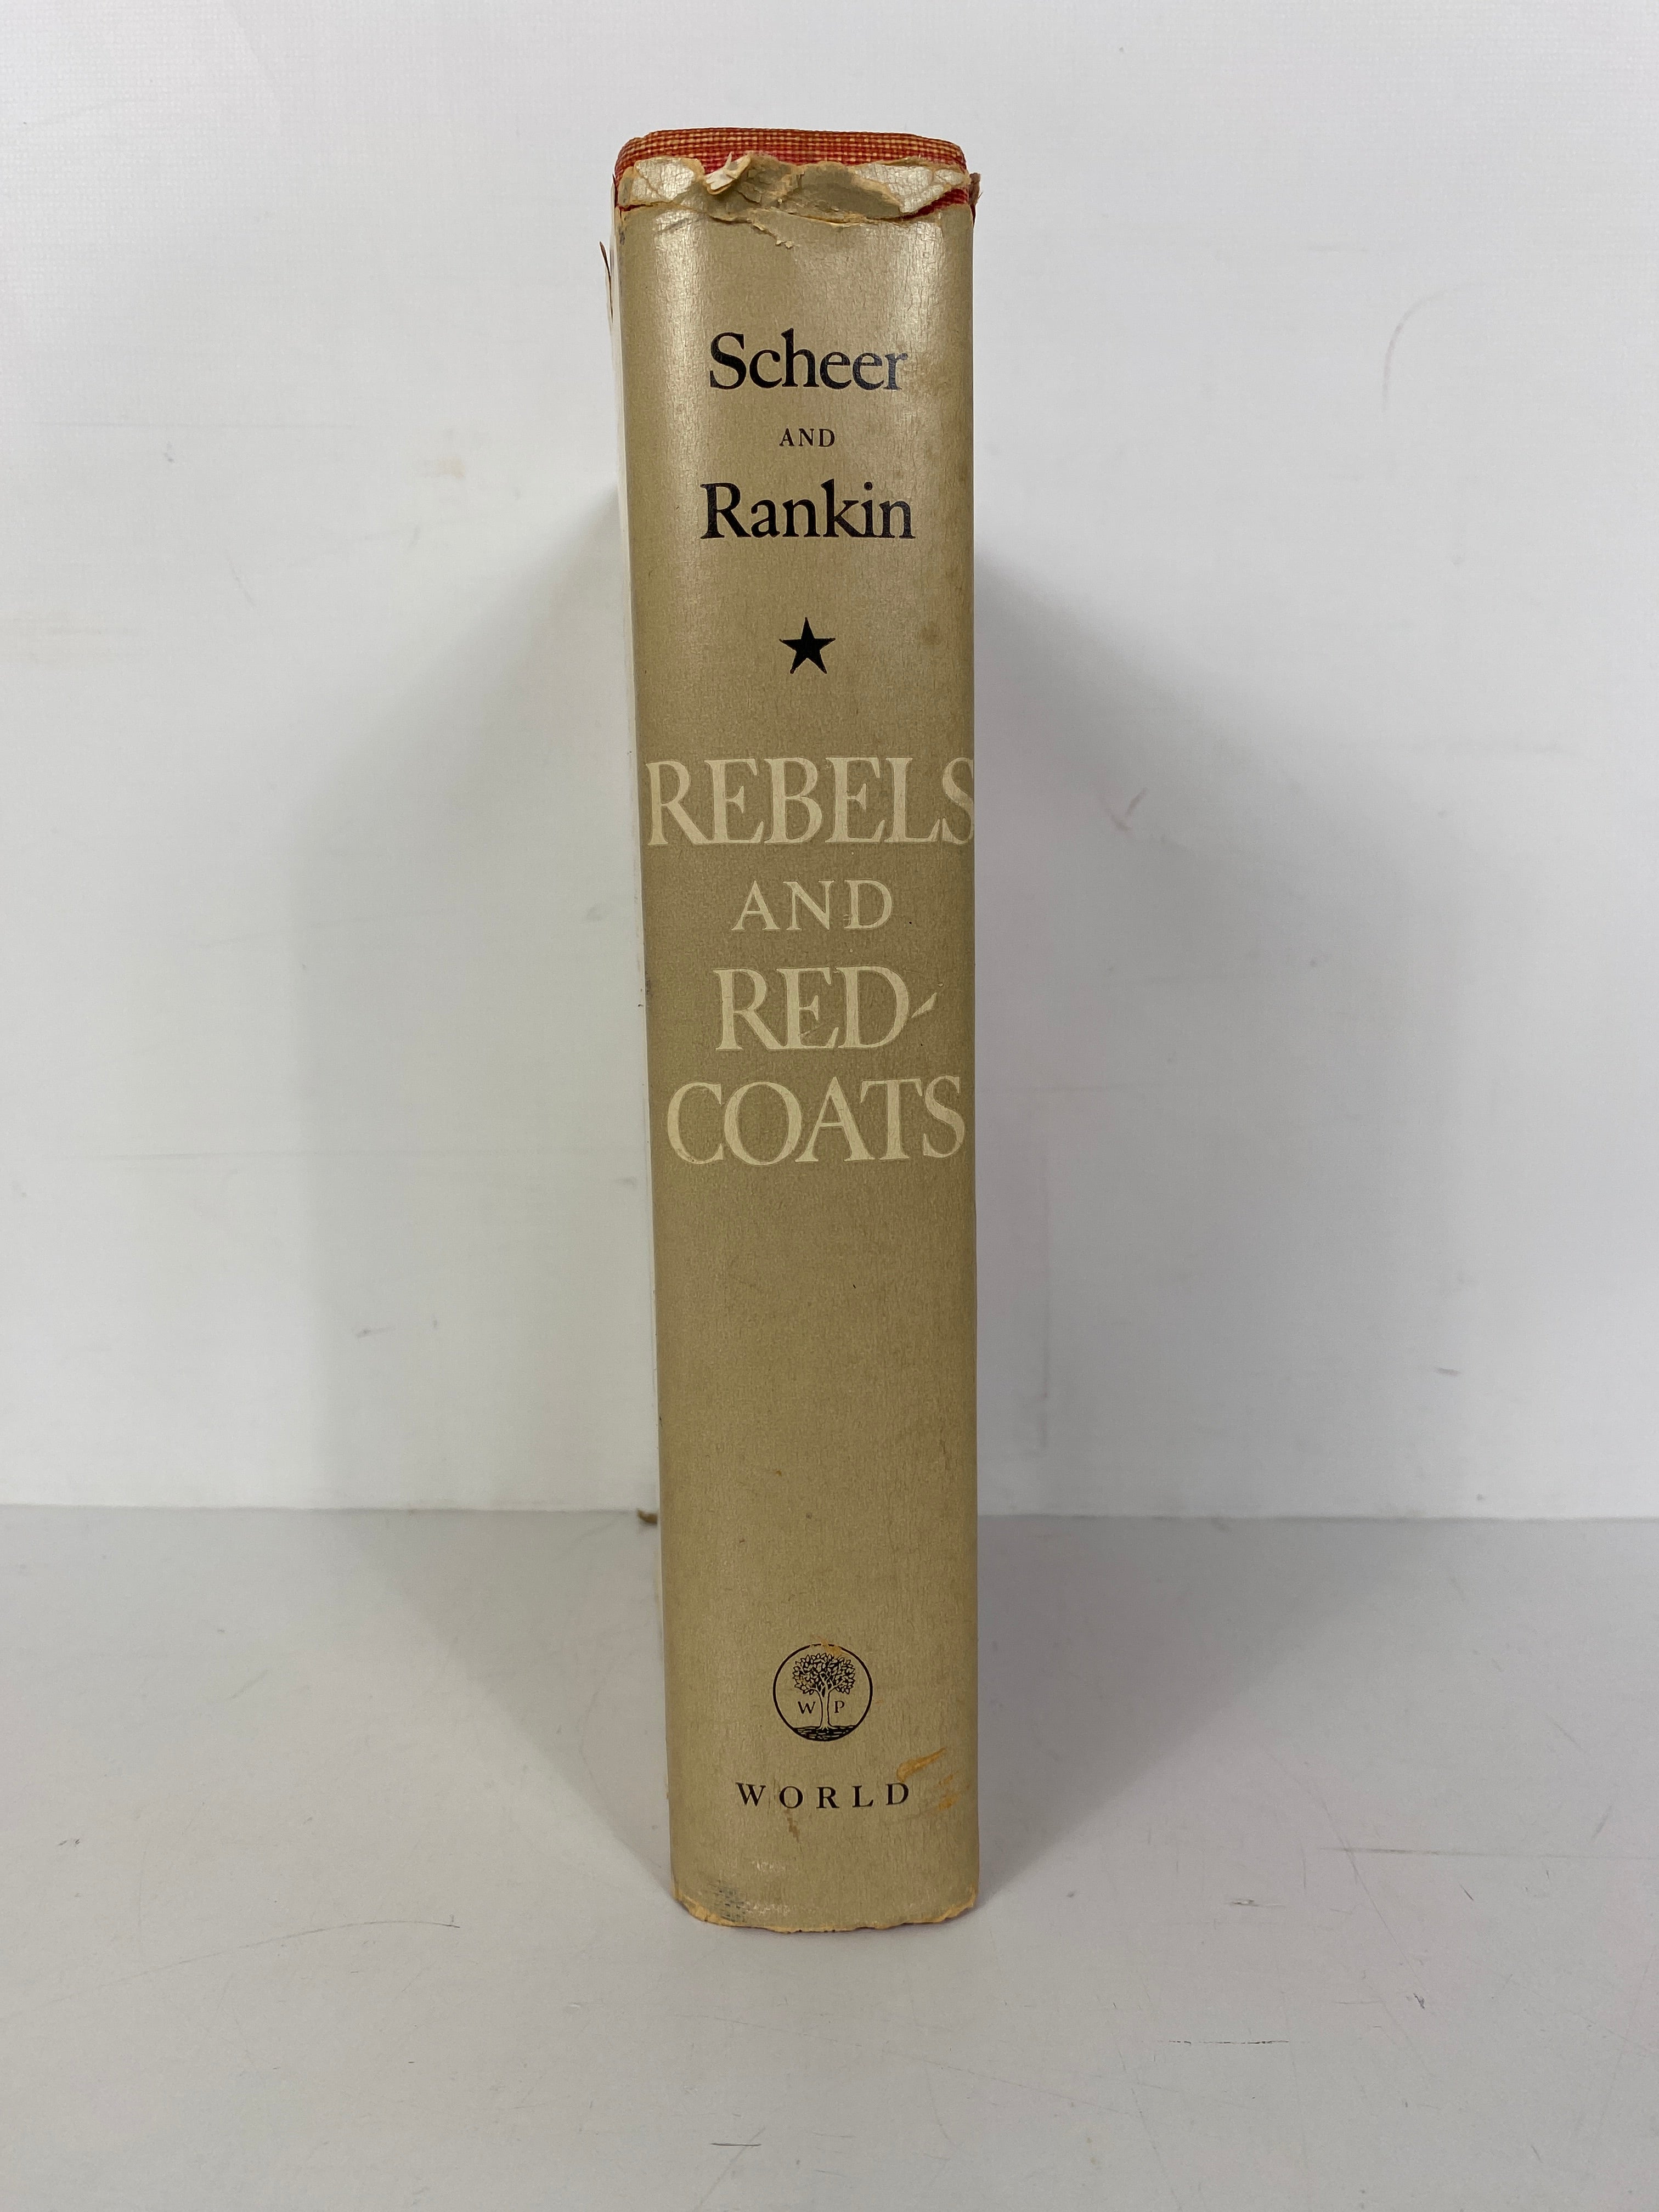 Scheer
AND
Rankin
REBELS
AND
RED-
COATS
W P
WORLD